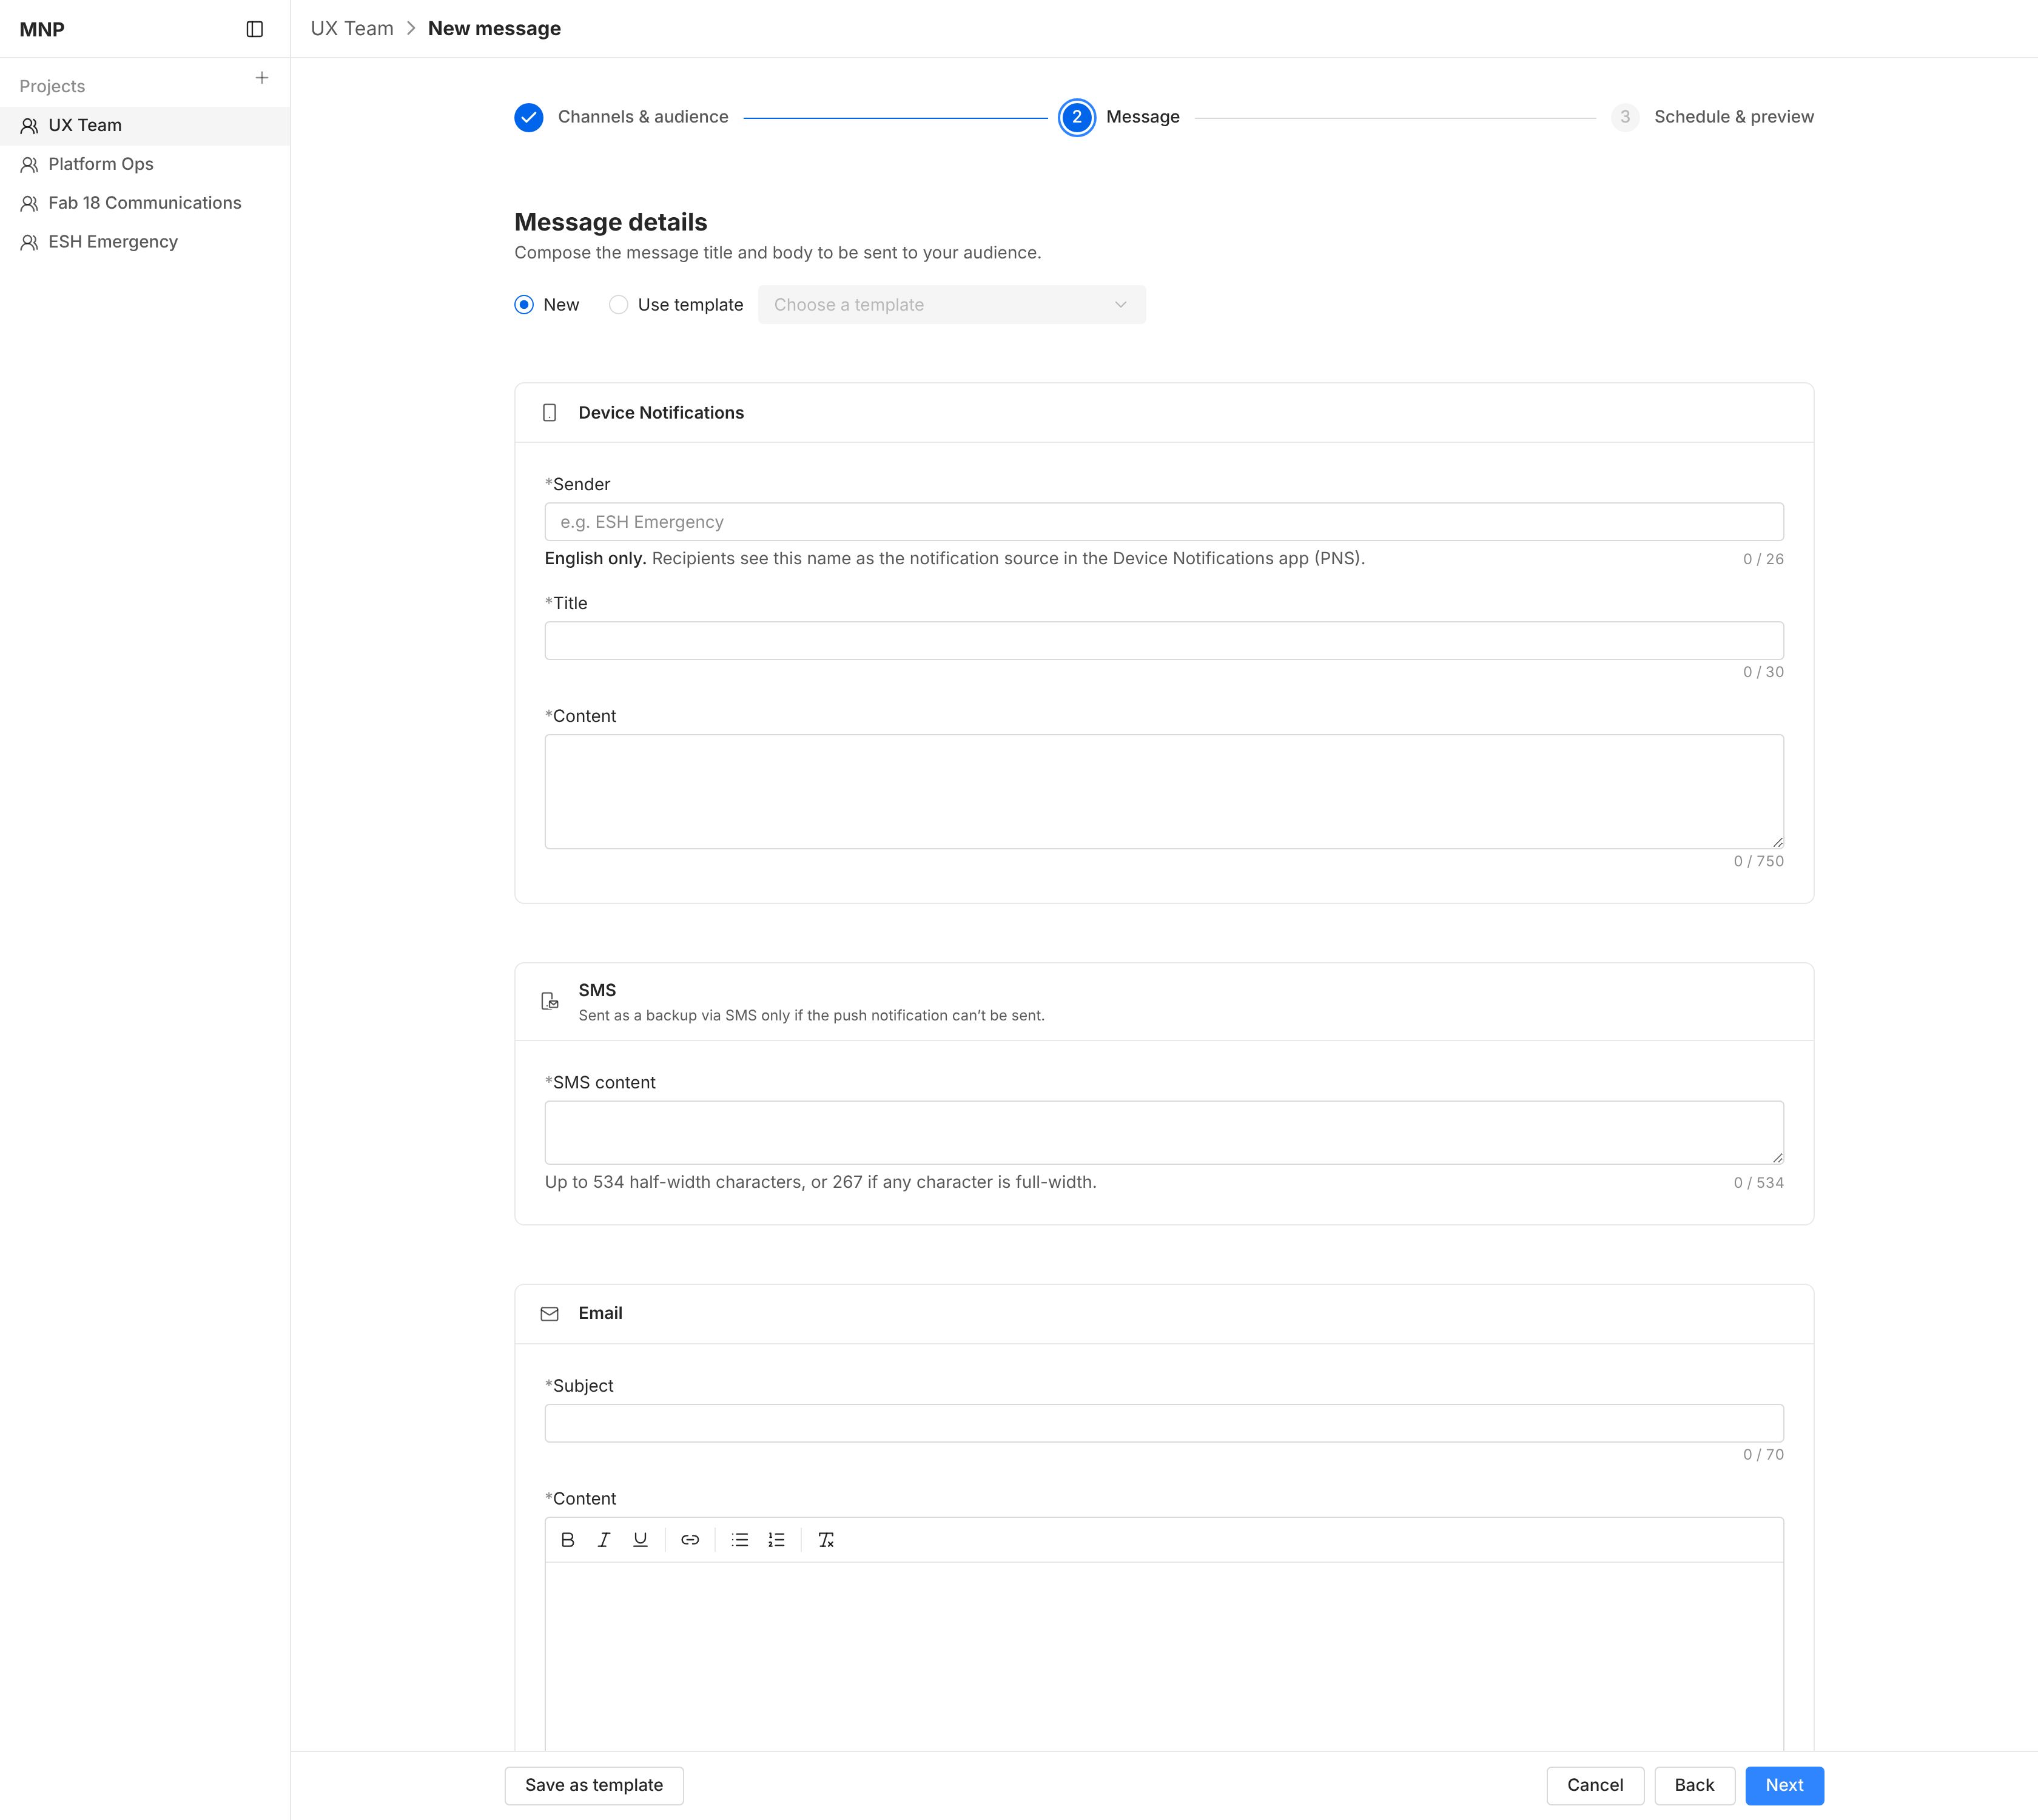 MNP
UX Team > New message
Projects
+
UX Team
Platform Ops
Fab 18 Communications
ESH Emergency
Channels & audience
2 Message
3 Schedule & preview
Message details
Compose the message title and body to be sent to your audience.
New
Use template
Choose a template
Device Notifications
*Sender
e.g. ESH Emergency
English only. Recipients see this name as the notification source in the Device Notifications app (PNS).
0 / 26
*Title
0 / 30
*Content
0 / 750
SMS
Sent as a backup via SMS only if the push notification can’t be sent.
*SMS content
Up to 534 half-width characters, or 267 if any character is full-width.
0 / 534
Email
*Subject
0 / 70
*Content
Save as template
Cancel
Back
Next